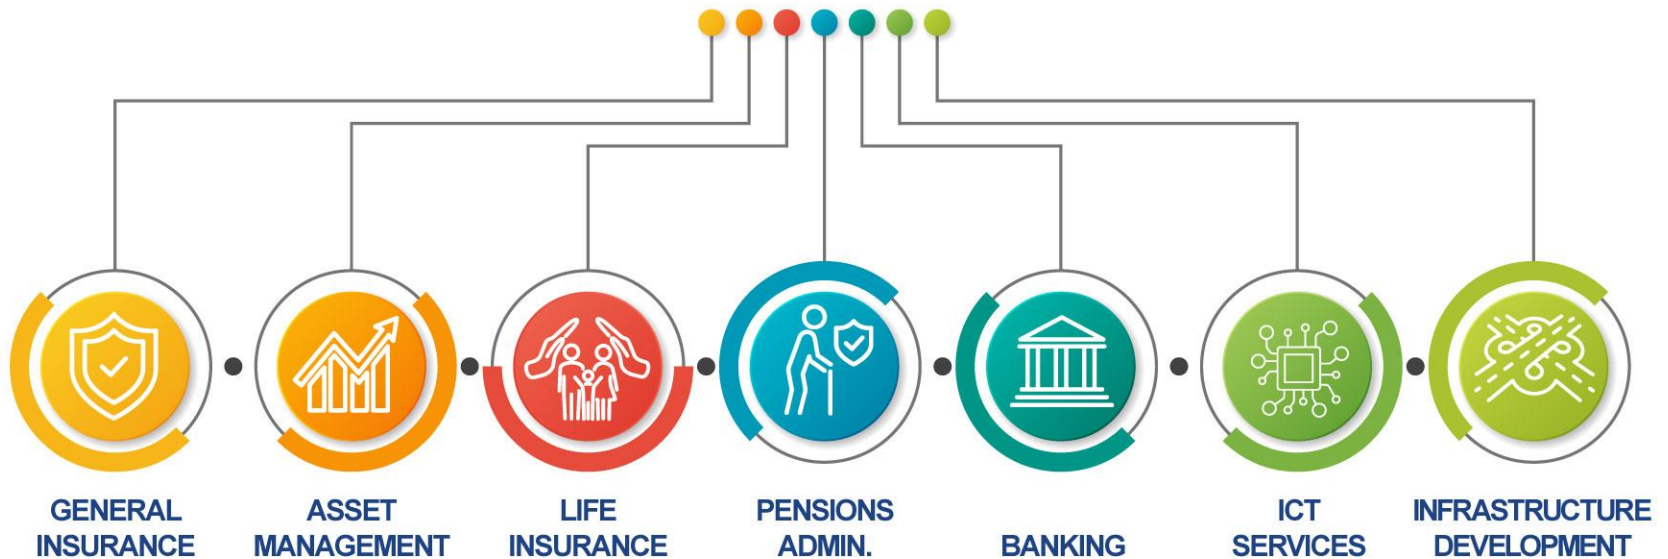 GENERAL
INSURANCE
ASSET
MANAGEMENT
LIFE
INSURANCE
PENSIONS
ADMIN.
BANKING
ICT
SERVICES
INFRASTRUCTURE
DEVELOPMENT